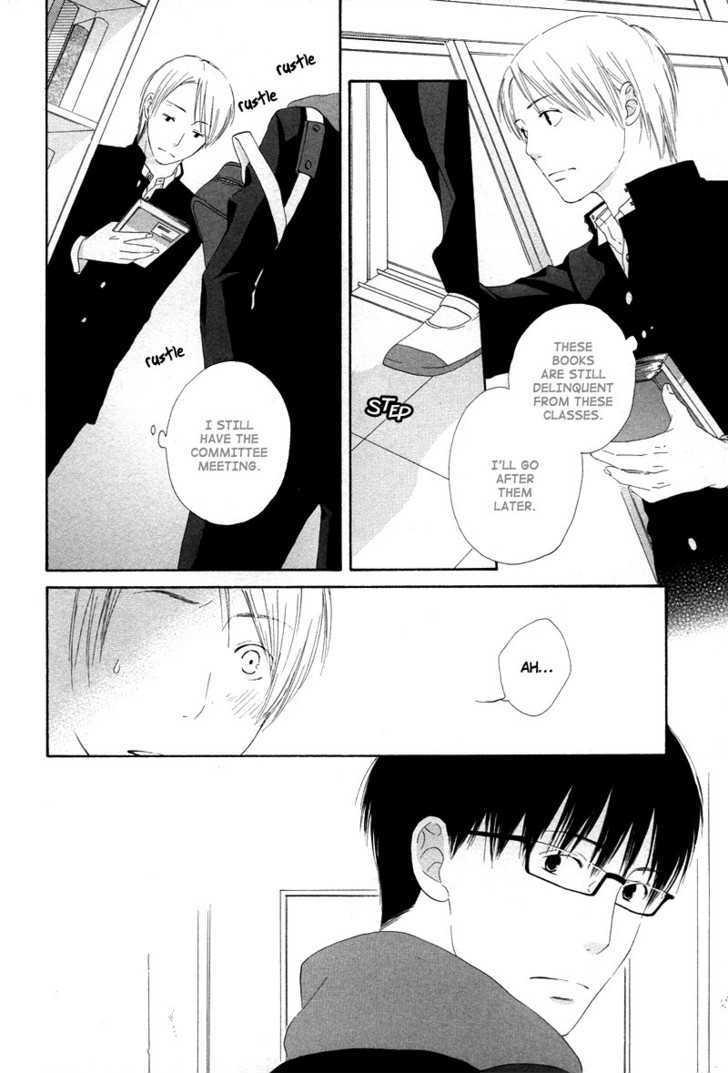 THESE
BOOKS
ARE STILL
DELINQUENT
FROM THESE
CLASSES.
I'LL GO
AFTER
THEM
LATER.
STEP
rustle
rustle
rustle
I STILL
HAVE THE
COMMITTEE
MEETING.
AH...